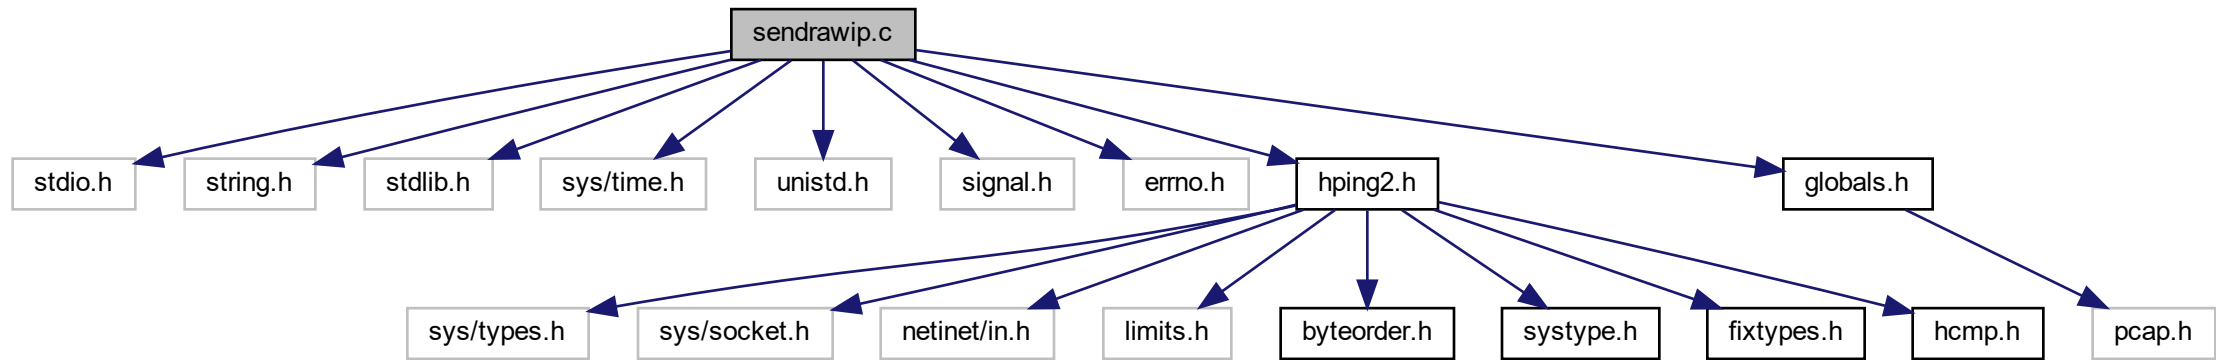 sendrawip.c
stdio.h
string.h
stdlib.h
sys/time.h
unistd.h
signal.h
errno.h
hping2.h
globals.h
sys/types.h
sys/socket.h
netinet/in.h
limits.h
byteorder.h
systype.h
fixtypes.h
hcmp.h
pcap.h